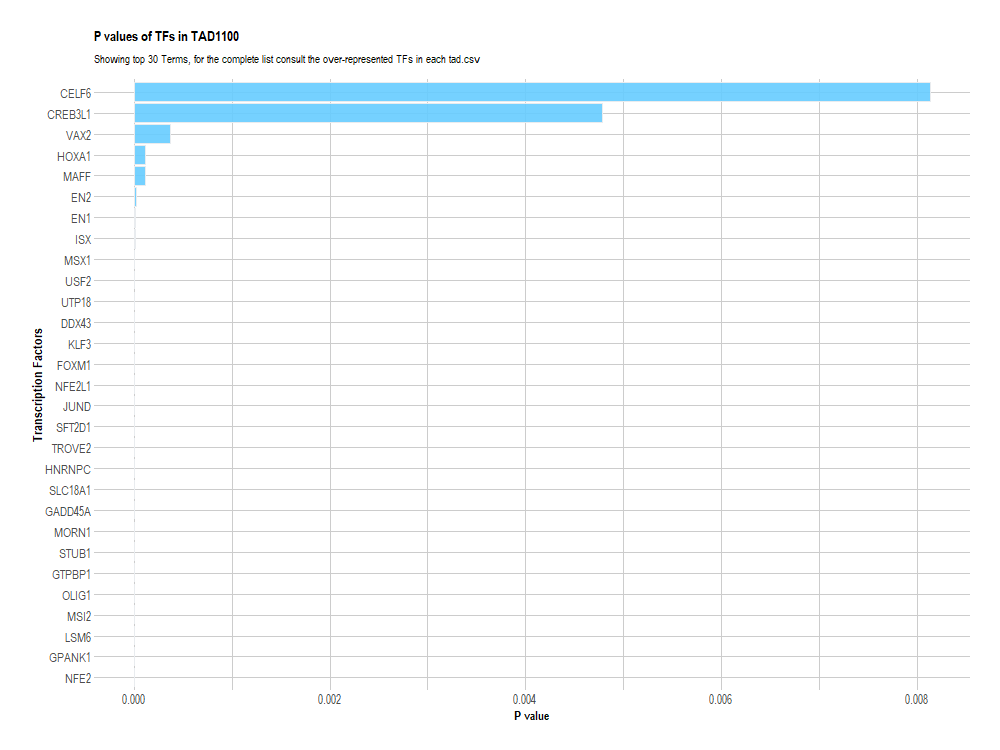 P values of TFs in TAD1100
Showing top 30 Terms, for the complete list consult the over-represented TFs in each tad.csv
CELF6
CREB3L1
VAX2
HOXA1
MAFF
EN2
EN1
ISX
MSX1
USF2
UTP18
DDX43
KLF3
FOXM1
NFE2L1
JUND
SFT2D1
TROVE2
HNRNPC
SLC18A1
GADD45A
MORN1
STUB1
GTPBP1
OLIG1
MSI2
LSM6
GPANK1
NFE2
Transcription Factors
0.000 0.002 0.004 0.006 0.008
P value